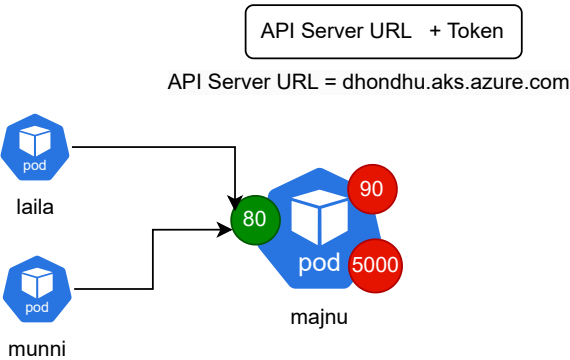 API Server URL + Token
API Server URL = dhondhu.aks.azure.com
pod
laila
80
90
pod
5000
majnu
pod
munni